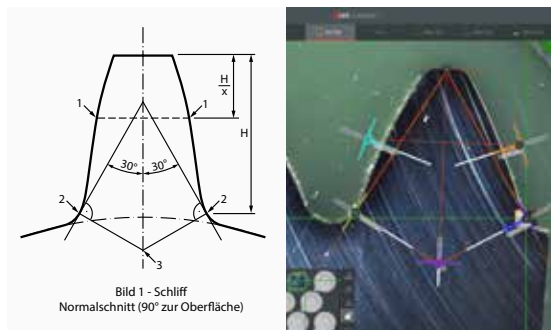 H
x
H
1
1
30°
30°
2
2
3
Bild 1 - Schliff
Normalschnitt (90° zur Oberfläche)